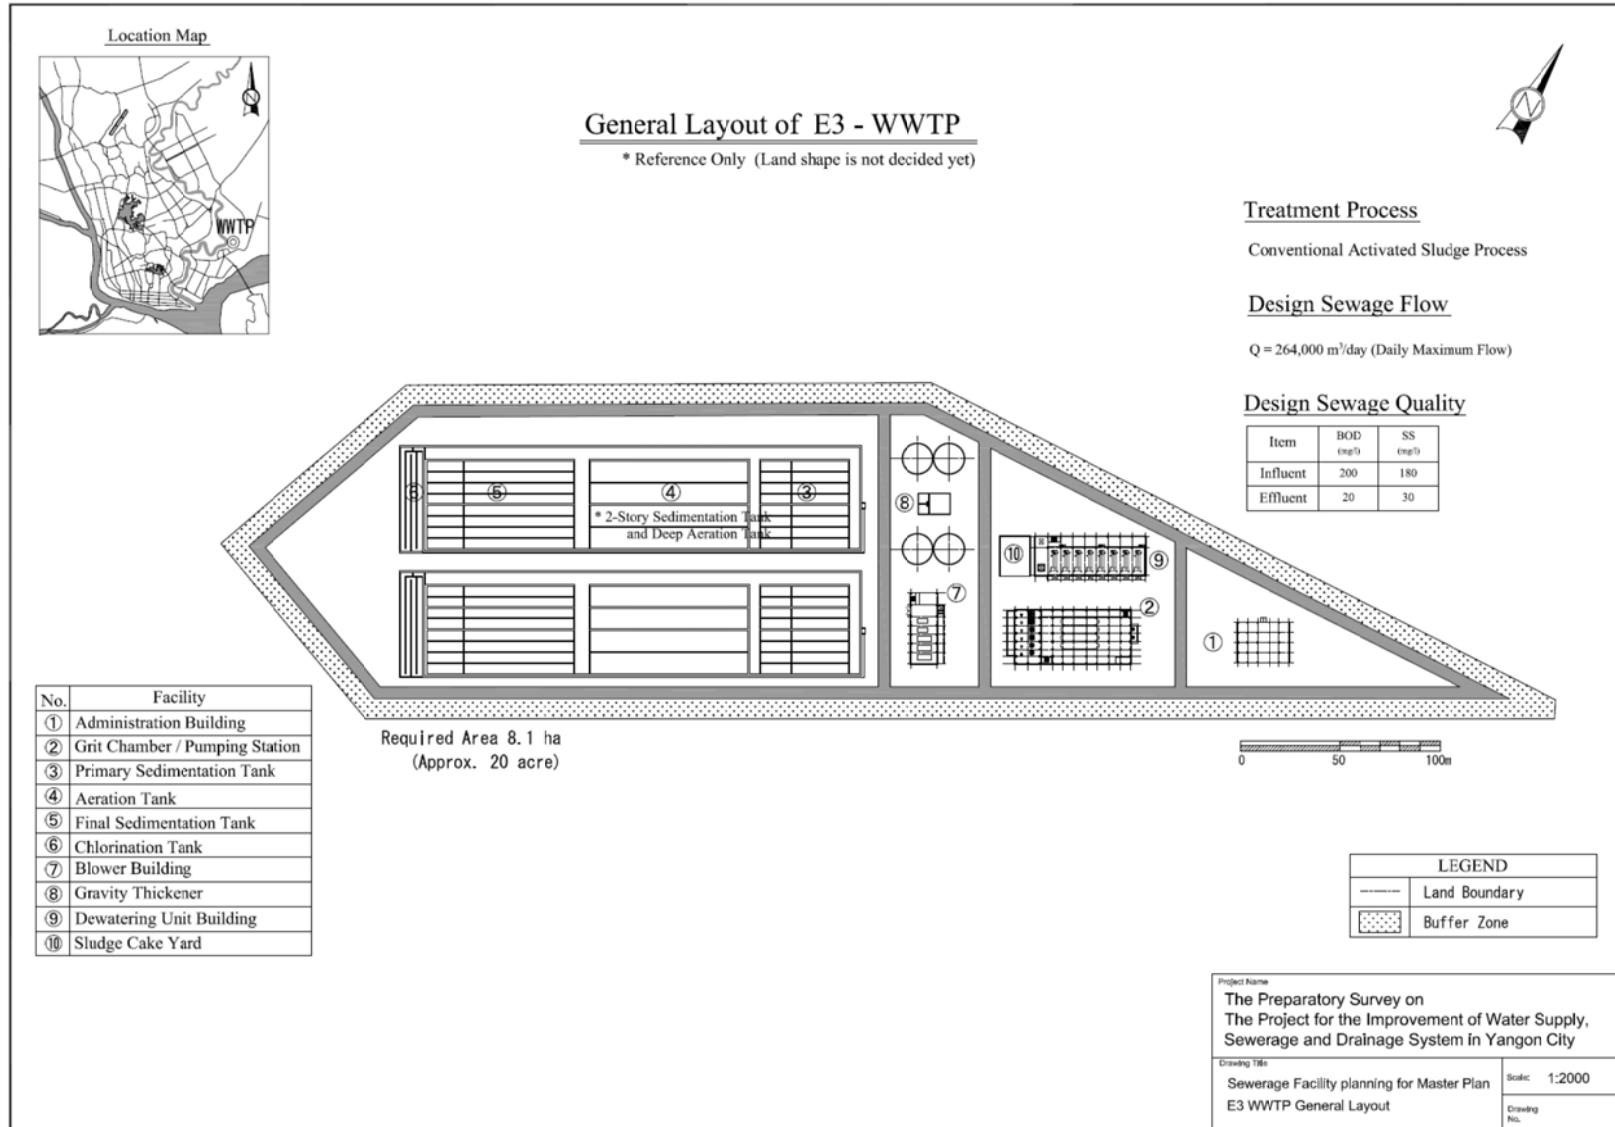 Location Map
N
WWTP
General Layout of E3 - WWTP
* Reference Only (Land shape is not decided yet)
N
Treatment Process
Conventional Activated Sludge Process
Design Sewage Flow
Q = 264,000 m³/day (Daily Maximum Flow)
Design Sewage Quality
Item BOD (mg/l) SS (mg/l)
Influent 200 180
Effluent 20 30
⑥ ⑤ ④ ③
* 2-Story Sedimentation Tank
and Deep Aeration Tank
⑧
⑩ ⑨
⑦ ②
①
Required Area 8.1 ha
(Approx. 20 acre)
0 50 100m
No. Facility
① Administration Building
② Grit Chamber / Pumping Station
③ Primary Sedimentation Tank
④ Aeration Tank
⑤ Final Sedimentation Tank
⑥ Chlorination Tank
⑦ Blower Building
⑧ Gravity Thickener
⑨ Dewatering Unit Building
⑩ Sludge Cake Yard
LEGEND
Land Boundary
Buffer Zone
Project Name
The Preparatory Survey on
The Project for the Improvement of Water Supply,
Sewerage and Drainage System in Yangon City
Drawing Title
Sewerage Facility planning for Master Plan
E3 WWTP General Layout
Scale: 1:2000
Drawing
No.